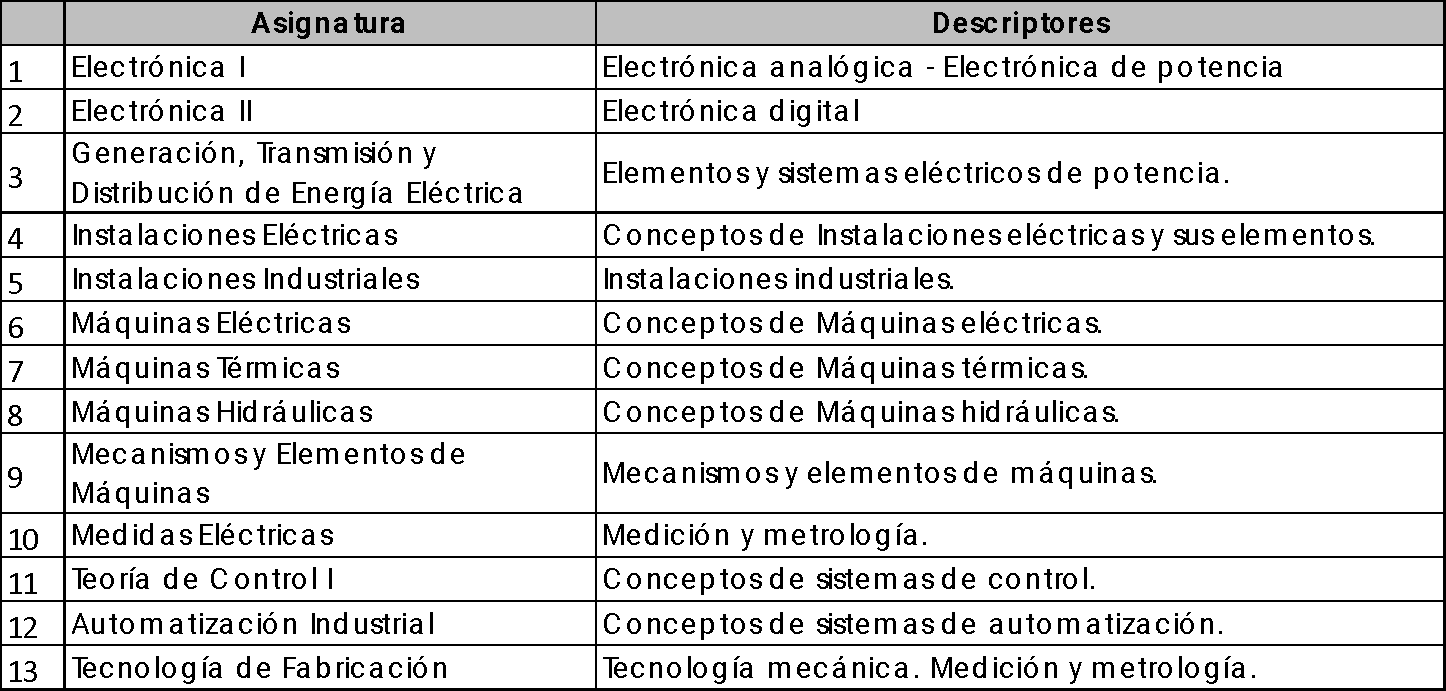 Asignatura Descriptores
1 Electrónica I Electrónica analógica - Electrónica de potencia
2 Electrónica II Electrónica digital
3 Generación, Transmisión y
Distribución de Energía Eléctrica Elementos y sistemas eléctricos de potencia.
4 Instalaciones Eléctricas Conceptos de Instalaciones eléctricas y sus elementos.
5 Instalaciones Industriales Instalaciones industriales.
6 Máquinas Eléctricas Conceptos de Máquinas eléctricas.
7 Máquinas Térmicas Conceptos de Máquinas térmicas.
8 Máquinas Hidráulicas Conceptos de Máquinas hidráulicas.
9 Mecanismos y Elementos de
Máquinas Mecanismos y elementos de máquinas.
10 Medidas Eléctricas Medición y metrología.
11 Teoría de Control I Conceptos de sistemas de control.
12 Automatización Industrial Conceptos de sistemas de automatización.
13 Tecnología de Fabricación Tecnología mecánica. Medición y metrología.